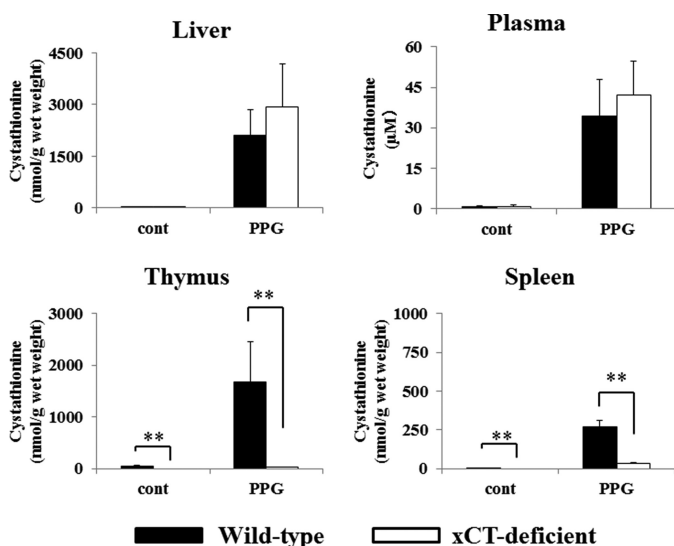 Liver
Cystathionine
(nmol/g wet weight)
4500
3000
1500
0
cont
PPG
Plasma
Cystathionine
(μM)
60
45
30
15
0
cont
PPG
Thymus
Cystathionine
(nmol/g wet weight)
3000
2000
1000
0
**
**
cont
PPG
Spleen
Cystathionine
(nmol/g wet weight)
1000
750
500
250
0
**
**
cont
PPG
Wild-type
xCT-deficient